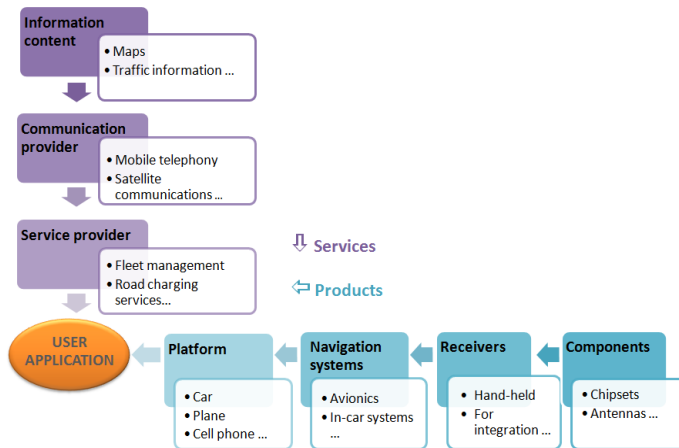 Information
content
• Maps
• Traffic information ...
Communication
provider
• Mobile telephony
• Satellite
communications ...
Service provider
• Fleet management
• Road charging
services...
Services
Products
USER
APPLICATION
Platform
• Car
• Plane
• Cell phone ...
Navigation
systems
• Avionics
• In-car systems
...
Receivers
• Hand-held
• For
integration ...
Components
• Chipsets
• Antennas ...